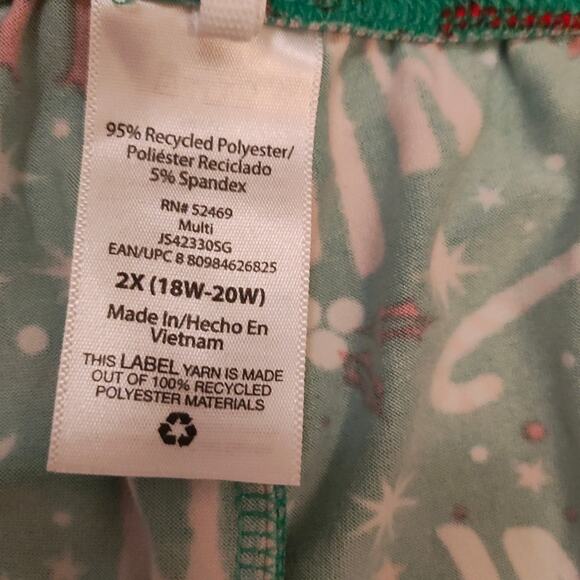 95% Recycled Polyester/
Poliéster Reciclado
5% Spandex
RN# 52469
Multi
JS42330SG
EAN/UPC 8 80984626825
2X (18W-20W)
Made In/Hecho En
Vietnam
THIS LABEL YARN IS MADE
OUT OF 100% RECYCLED
POLYESTER MATERIALS